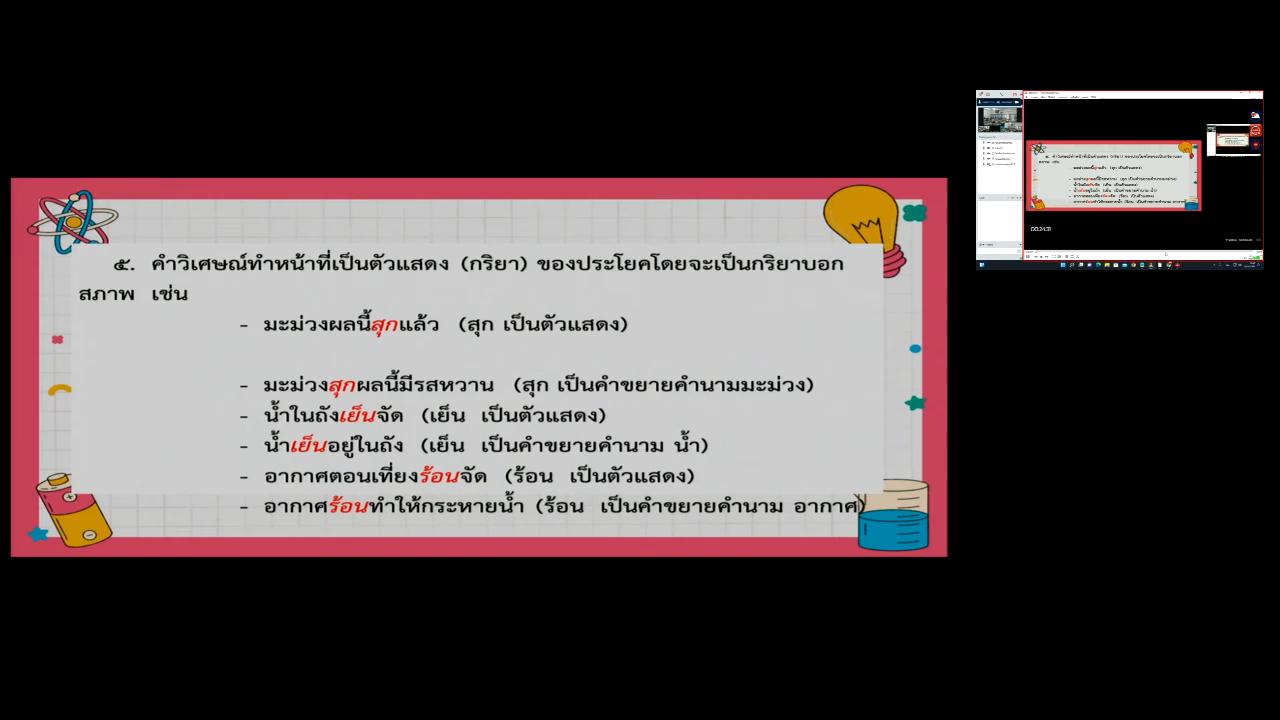 ๕. คำวิเศษณ์ทำหน้าที่เป็นตัวแสดง (กริยา) ของประโยคโดยจะเป็นกริยาบอก
สภาพ เช่น
- มะม่วงผลนี้สุกแล้ว (สุก เป็นตัวแสดง)
- มะม่วงสุกผลนี้มีรสหวาน (สุก เป็นคำขยายคำนามมะม่วง)
- น้ำในถังเย็นจัด (เย็น เป็นตัวแสดง)
- น้ำเย็นอยู่ในถัง (เย็น เป็นคำขยายคำนาม น้ำ)
- อากาศตอนเที่ยงร้อนจัด (ร้อน เป็นตัวแสดง)
- อากาศร้อนทำให้กระหายน้ำ (ร้อน เป็นคำขยายคำนาม อากาศ)
00:24:31